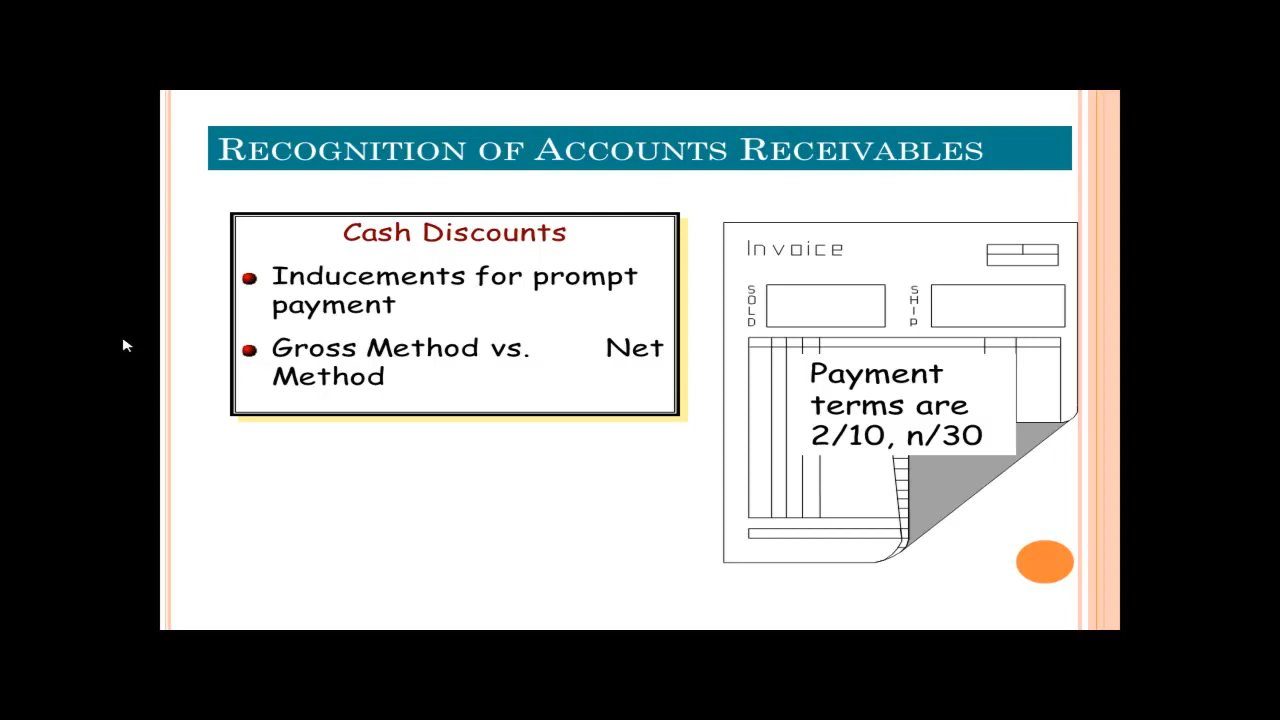 RECOGNITION OF ACCOUNTS RECEIVABLES
Cash Discounts
Inducements for prompt
payment
Gross Method vs. Net
Method
Invoice
SOLD
SHIP
Payment
terms are
2/10, n/30